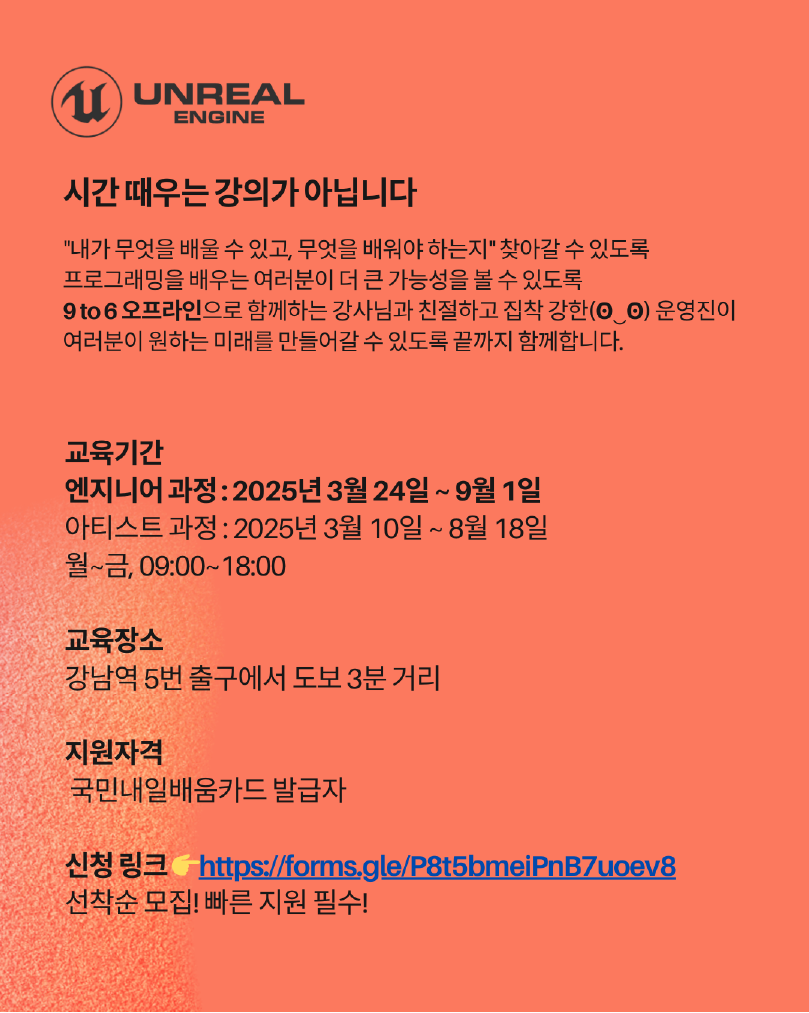 UNREAL
ENGINE
시간 때우는 강의가 아닙니다
"내가 무엇을 배울 수 있고, 무엇을 배워야 하는지" 찾아갈 수 있도록
프로그래밍을 배우는 여러분이 더 큰 가능성을 볼 수 있도록
9 to 6 오프라인으로 함께하는 강사님과 친절하고 집착 강한(ʘ‿ʘ) 운영진이
여러분이 원하는 미래를 만들어갈 수 있도록 끝까지 함께합니다.
교육기간
엔지니어 과정 : 2025년 3월 24일 ~ 9월 1일
아티스트 과정 : 2025년 3월 10일 ~ 8월 18일
월~금, 09:00~18:00
교육장소
강남역 5번 출구에서 도보 3분 거리
지원자격
국민내일배움카드 발급자
신청 링크👉https://forms.gle/P8t5bmeiPnB7uoev8
선착순 모집! 빠른 지원 필수!